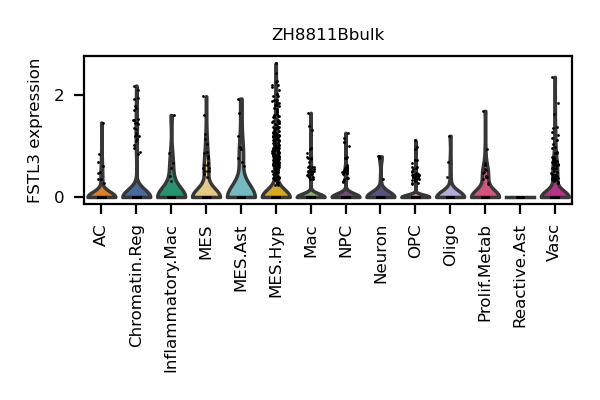 ZH8811Bbulk
FSTL3 expression
2
0
AC
Chromatin.Reg
Inflammatory.Mac
MES
MES.Ast
MES.Hyp
Mac
NPC
Neuron
OPC
Oligo
Prolif.Metab
Reactive.Ast
Vasc